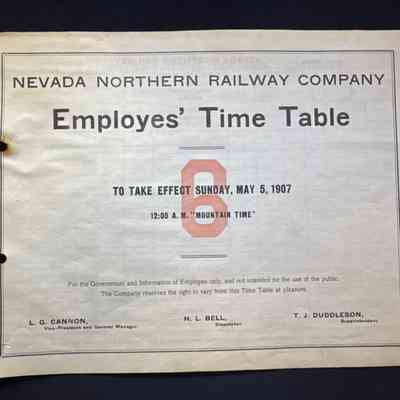 NEVADA NORTHERN RAILWAY COMPANY
Employes' Time Table
6
TO TAKE EFFECT SUNDAY, MAY 5, 1907
12:00 A. M. "MOUNTAIN TIME"
For the Government and Information of Employes only, and not intended for the use of the public.
The Company reserves the right to vary from this Time Table at pleasure.
L. G. CANNON, H. L. BELL, T. J. DUDDLESON,
Vice-President and General Manager Dispatcher Superintendent